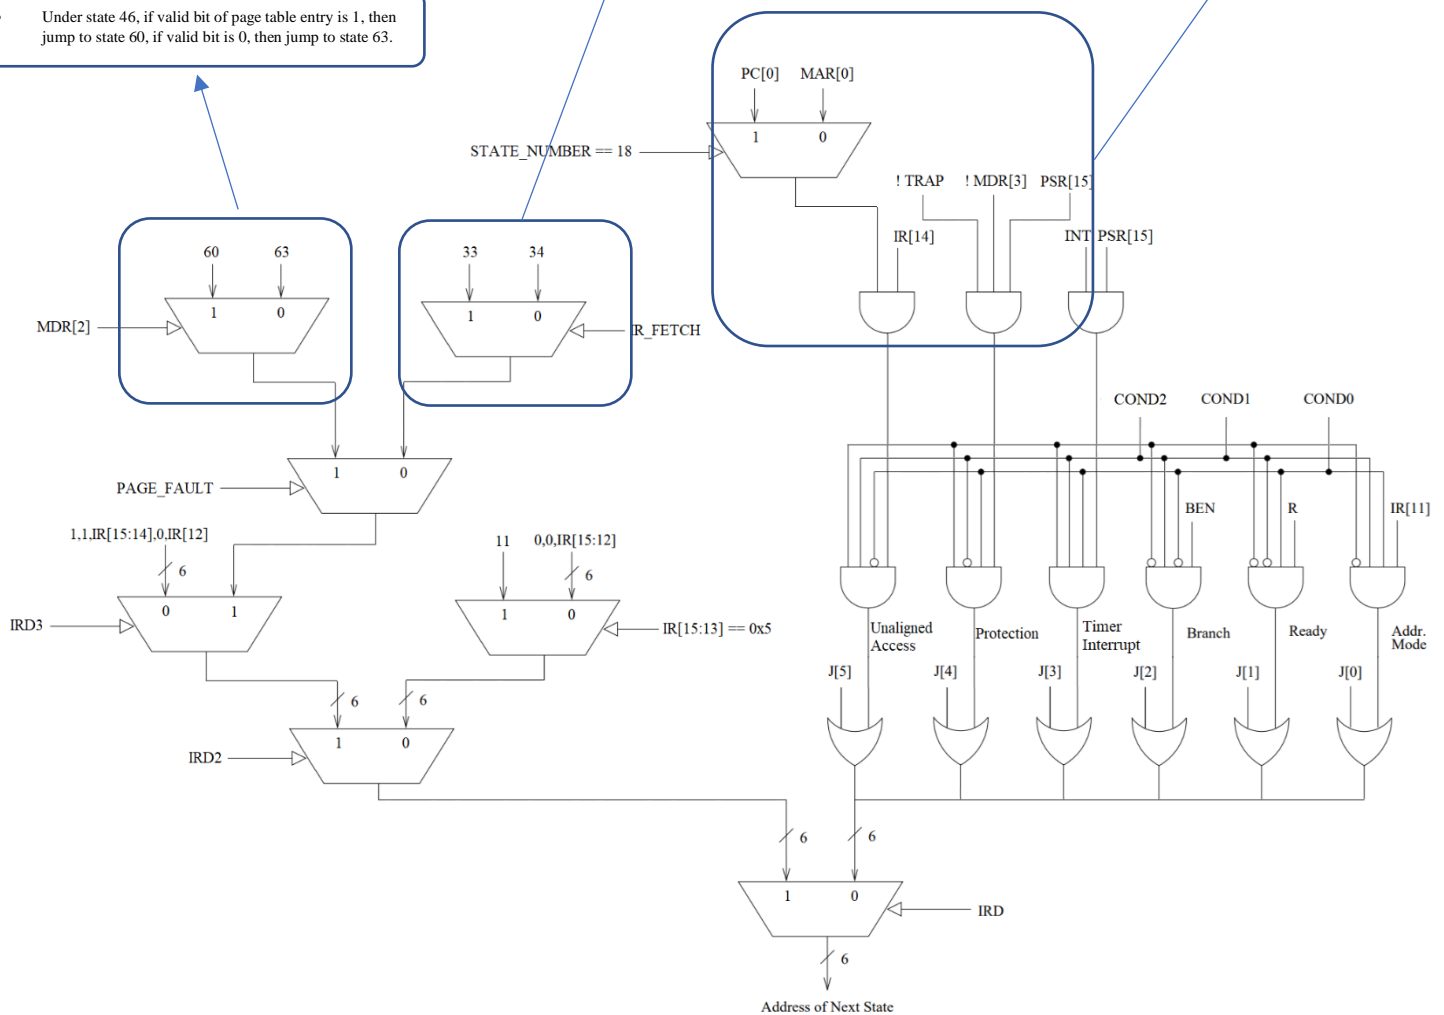 Under state 46, if valid bit of page table entry is 1, then
jump to state 60, if valid bit is 0, then jump to state 63.
PC[0] MAR[0]
1 0
STATE_NUMBER == 18
! TRAP ! MDR[3] PSR[15]
IR[14] INT PSR[15]
60 63 33 34
1 0 1 0
MDR[2] R_FETCH
COND2 COND1 COND0
1 0
PAGE_FAULT
BEN R IR[11]
1,1,IR[15:14],0,IR[12] 11 0,0,IR[15:12]
6 6
0 1 1 0
IRD3 IR[15:13] == 0x5
Unaligned
Access
Protection
Timer
Interrupt
Branch
Ready
Addr.
Mode
J[5] J[4] J[3] J[2] J[1] J[0]
6 6
1 0
IRD2
6 6
1 0
IRD
6
Address of Next State